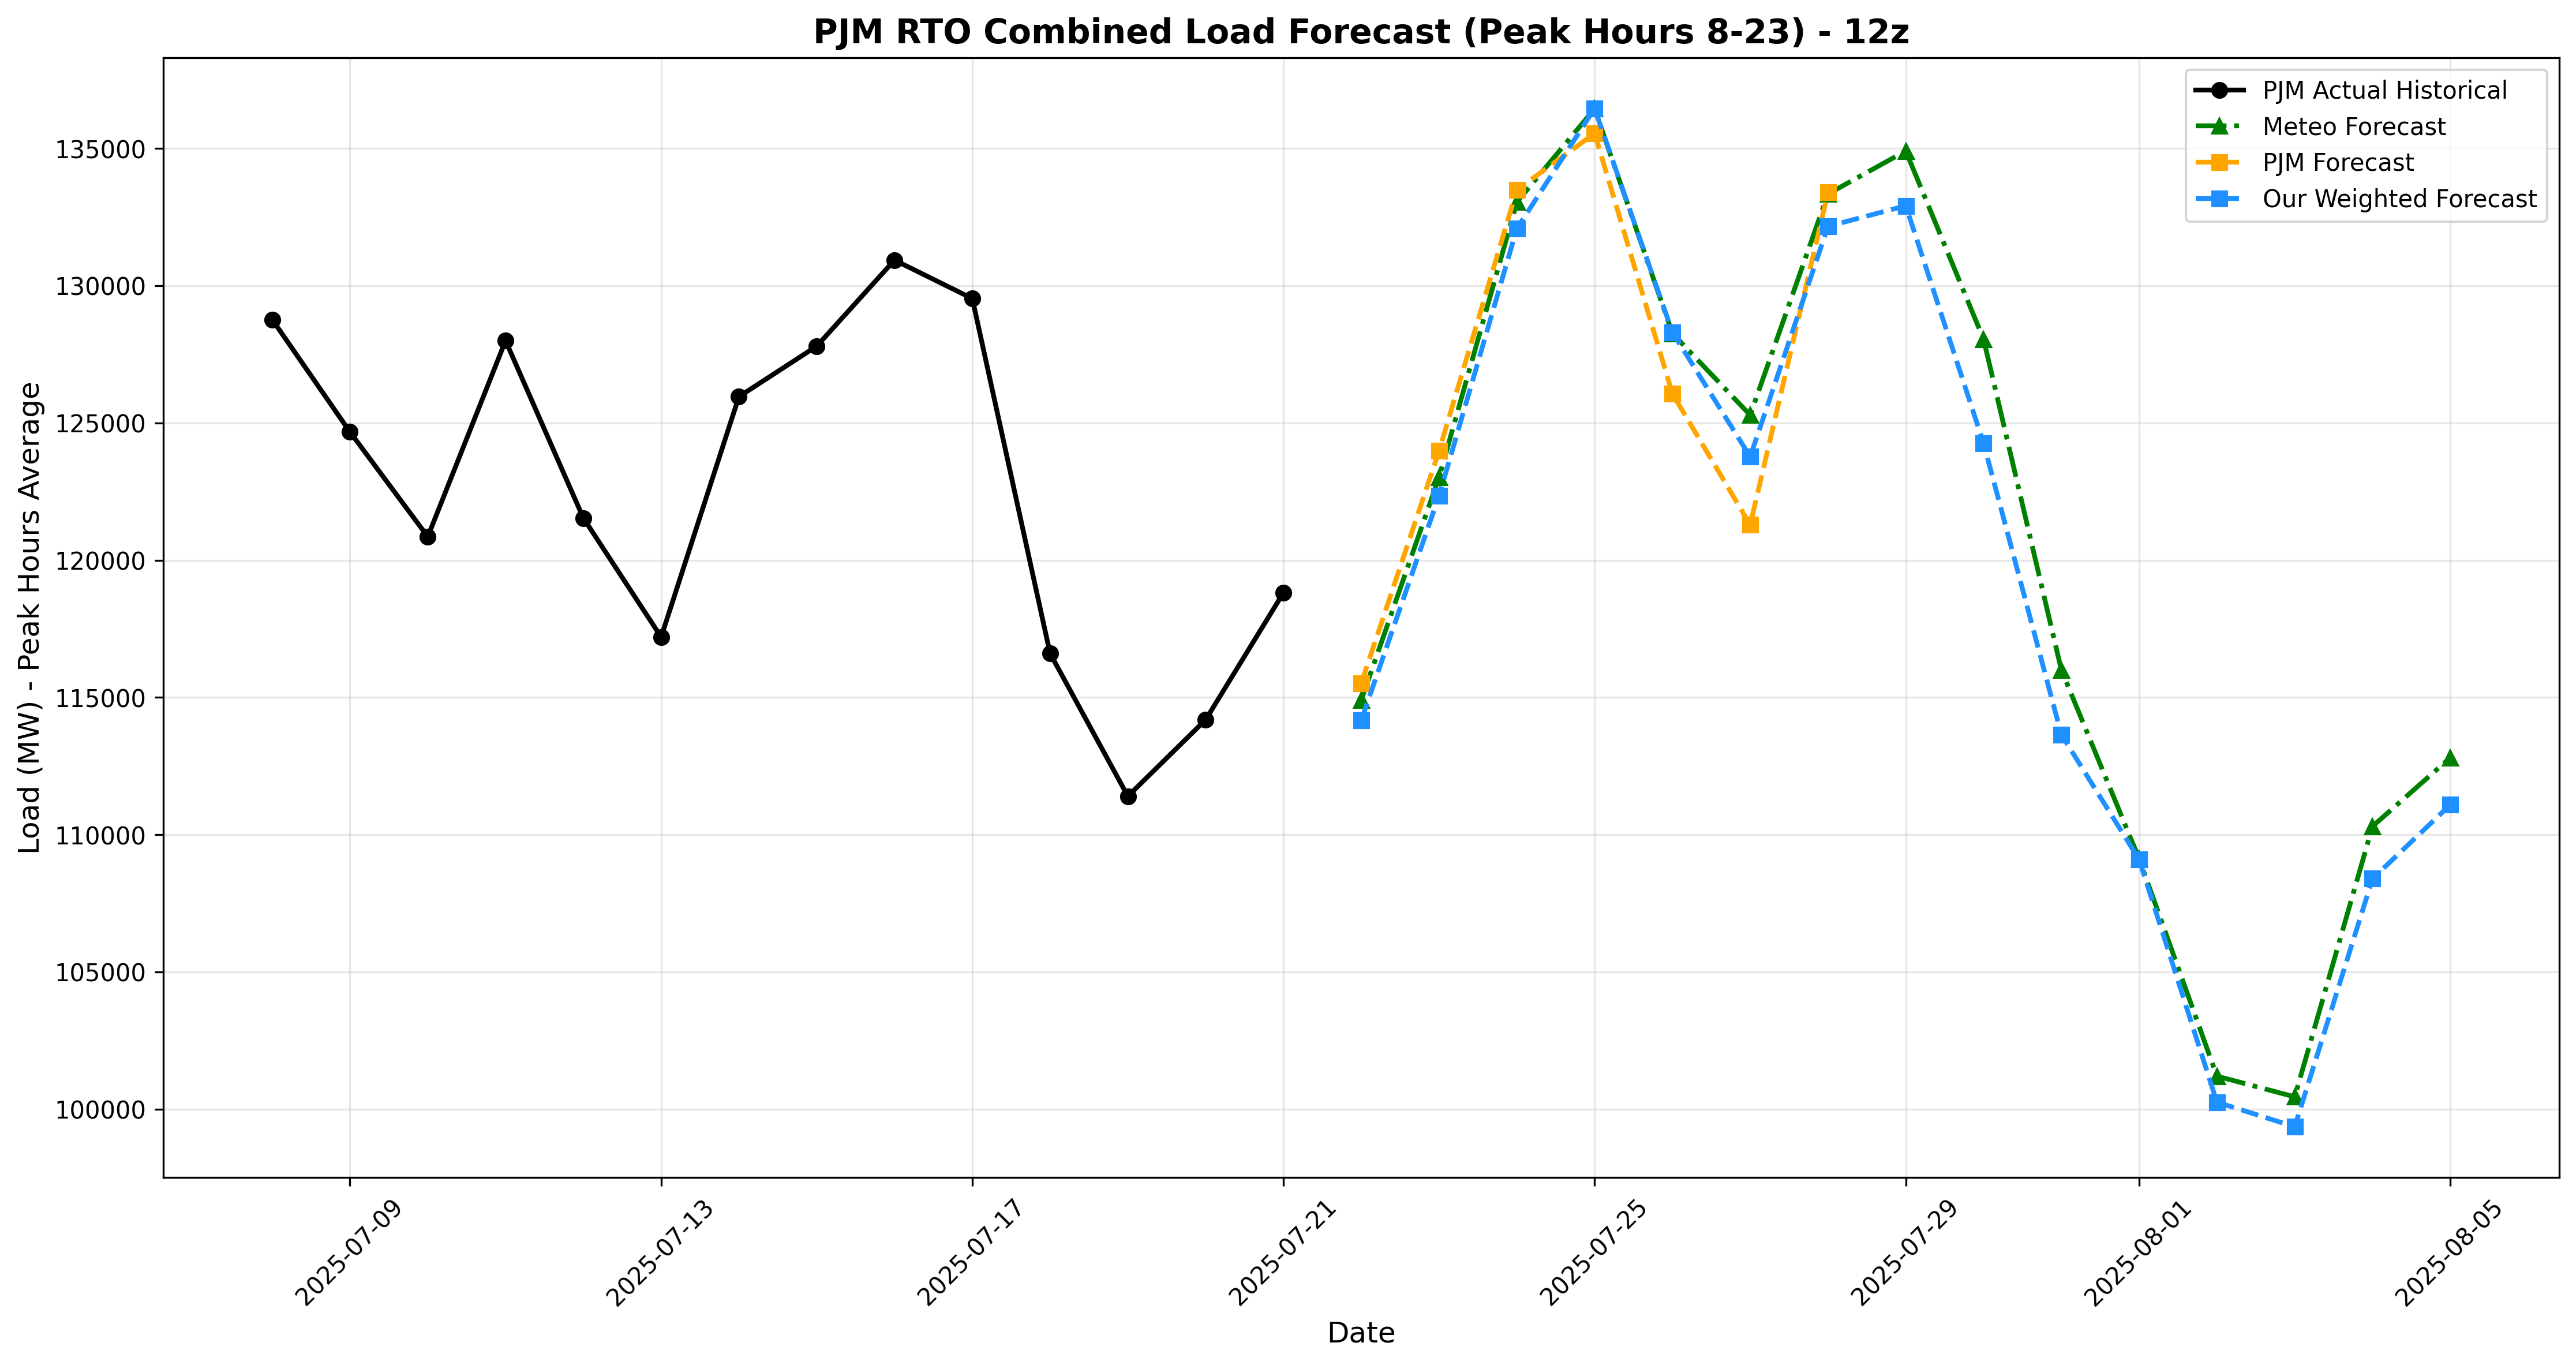 PJM RTO Combined Load Forecast (Peak Hours 8-23) - 12z
PJM Actual Historical
Meteo Forecast
PJM Forecast
Our Weighted Forecast
Load (MW) - Peak Hours Average
135000
130000
125000
120000
115000
110000
105000
100000
2025-07-09
2025-07-13
2025-07-17
2025-07-21
2025-07-25
2025-07-29
2025-08-01
2025-08-05
Date